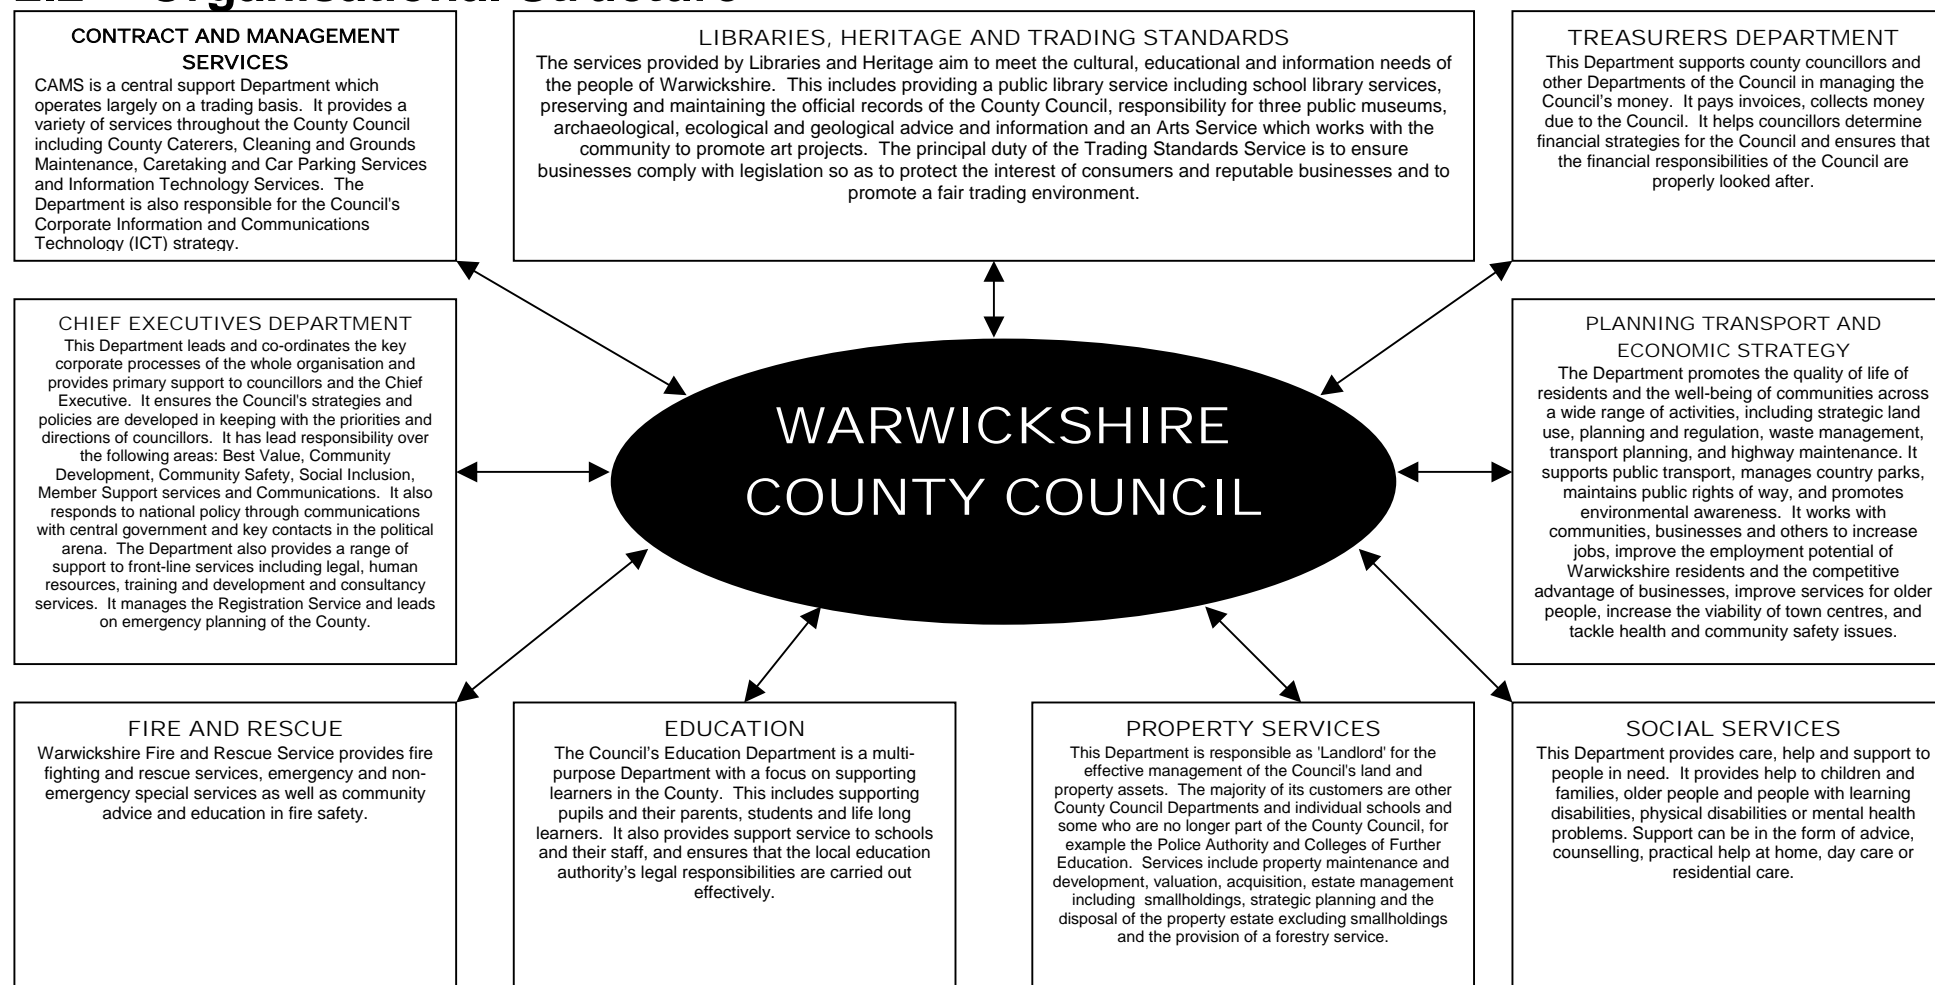 2.2 Organisational Structure
CONTRACT AND MANAGEMENT
SERVICES
CAMS is a central support Department which
operates largely on a trading basis.  It provides a
variety of services throughout the County Council
including County Caterers, Cleaning and Grounds
Maintenance, Caretaking and Car Parking Services
and Information Technology Services.  The
Department is also responsible for the Council's
Corporate Information and Communications
Technology (ICT) strategy.
LIBRARIES, HERITAGE AND TRADING STANDARDS
The services provided by Libraries and Heritage aim to meet the cultural, educational and information needs of
the people of Warwickshire.  This includes providing a public library service including school library services,
preserving and maintaining the official records of the County Council, responsibility for three public museums,
archaeological, ecological and geological advice and information and an Arts Service which works with the
community to promote art projects.  The principal duty of the Trading Standards Service is to ensure
businesses comply with legislation so as to protect the interest of consumers and reputable businesses and to
promote a fair trading environment.
TREASURERS DEPARTMENT
This Department supports county councillors and
other Departments of the Council in managing the
Council's money.  It pays invoices, collects money
due to the Council.  It helps councillors determine
financial strategies for the Council and ensures that
the financial responsibilities of the Council are
properly looked after.
CHIEF EXECUTIVES DEPARTMENT
This Department leads and co-ordinates the key
corporate processes of the whole organisation and
provides primary support to councillors and the Chief
Executive.  It ensures the Council's strategies and
policies are developed in keeping with the priorities and
directions of councillors.  It has lead responsibility over
the following areas: Best Value, Community
Development, Community Safety, Social Inclusion,
Member Support services and Communications.  It also
responds to national policy through communications
with central government and key contacts in the political
arena.  The Department also provides a range of
support to front-line services including legal, human
resources, training and development and consultancy
services.  It manages the Registration Service and leads
on emergency planning of the County.
WARWICKSHIRE
COUNTY COUNCIL
PLANNING TRANSPORT AND
ECONOMIC STRATEGY
The Department promotes the quality of life of
residents and the well-being of communities across
a wide range of activities, including strategic land
use, planning and regulation, waste management,
transport planning, and highway maintenance. It
supports public transport, manages country parks,
maintains public rights of way, and promotes
environmental awareness.  It works with
communities, businesses and others to increase
jobs, improve the employment potential of
Warwickshire residents and the competitive
advantage of businesses, improve services for older
people, increase the viability of town centres, and
tackle health and community safety issues.
FIRE AND RESCUE
Warwickshire Fire and Rescue Service provides fire
fighting and rescue services, emergency and non-
emergency special services as well as community
advice and education in fire safety.
EDUCATION
The Council's Education Department is a multi-
purpose Department with a focus on supporting
learners in the County.  This includes supporting
pupils and their parents, students and life long
learners.  It also provides support service to schools
and their staff, and ensures that the local education
authority's legal responsibilities are carried out
effectively.
PROPERTY SERVICES
This Department is responsible as 'Landlord' for the
effective management of the Council's land and
property assets.  The majority of its customers are other
County Council Departments and individual schools and
some who are no longer part of the County Council, for
example the Police Authority and Colleges of Further
Education.  Services include property maintenance and
development, valuation, acquisition, estate management
including  smallholdings, strategic planning and the
disposal of the property estate excluding smallholdings
and the provision of a forestry service.
SOCIAL SERVICES
This Department provides care, help and support to
people in need.  It provides help to children and
families, older people and people with learning
disabilities, physical disabilities or mental health
problems. Support can be in the form of advice,
counselling, practical help at home, day care or
residential care.